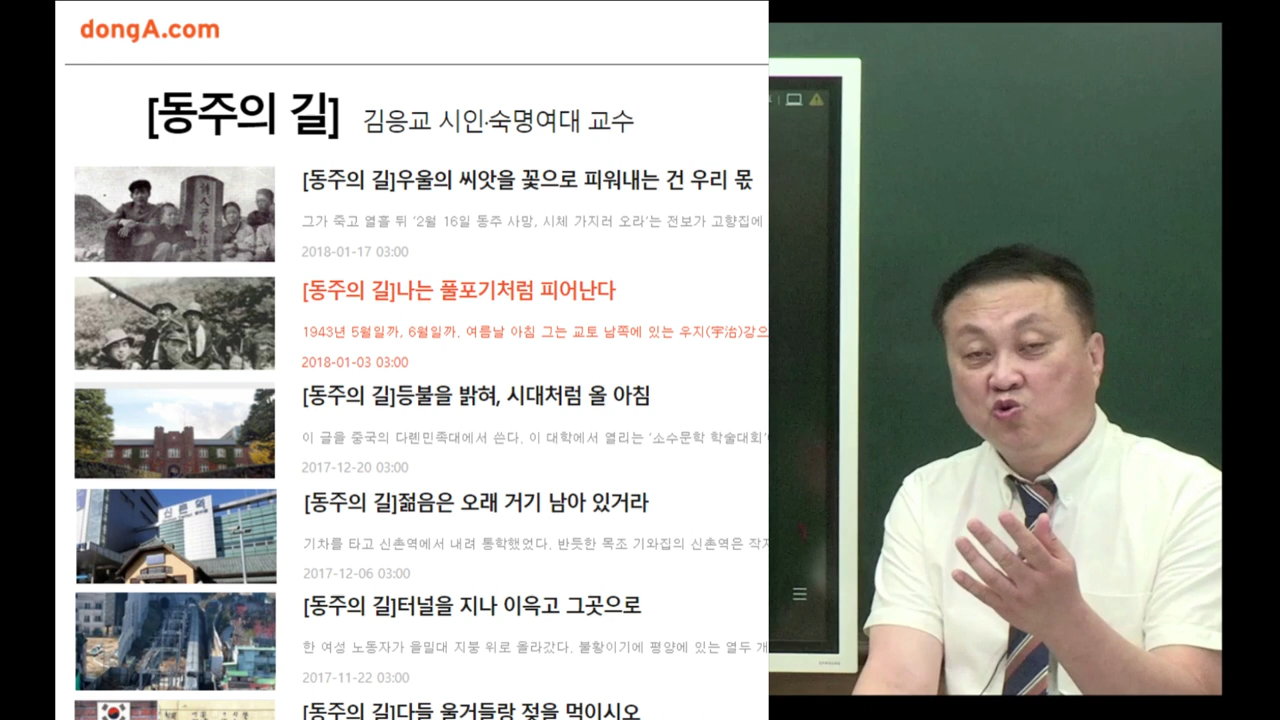 dongA.com
[동주의 길] 김응교 시인·숙명여대 교수
[동주의 길]우울의 씨앗을 꽃으로 피워내는 건 우리 몫
그가 죽고 열흘 뒤 '2월 16일 동주 사망, 시체 가지러 오라'는 전보가 고향집에
2018-01-17 03:00
[동주의 길]나는 풀포기처럼 피어난다
1943년 5월일까, 6월일까. 여름날 아침 그는 교토 남쪽에 있는 우지(宇治)강으
2018-01-03 03:00
[동주의 길]등불을 밝혀, 시대처럼 올 아침
이 글을 중국의 다롄민족대에서 쓴다. 이 대학에서 열리는 '소수문학 학술대회'
2017-12-20 03:00
신촌역
[동주의 길]젊음은 오래 거기 남아 있거라
기차를 타고 신촌역에서 내려 통학했었다. 반듯한 목조 기와집의 신촌역은
2017-12-06 03:00
[동주의 길]터널을 지나 이윽고 그곳으로
한 여성 노동자가 을밀대 지붕 위로 올라갔다. 불황이기에 평양에 있는 열두 개
2017-11-22 03:00
[동주의 길]다들 울거들랑 젖을 먹이시오
SAMSUNG